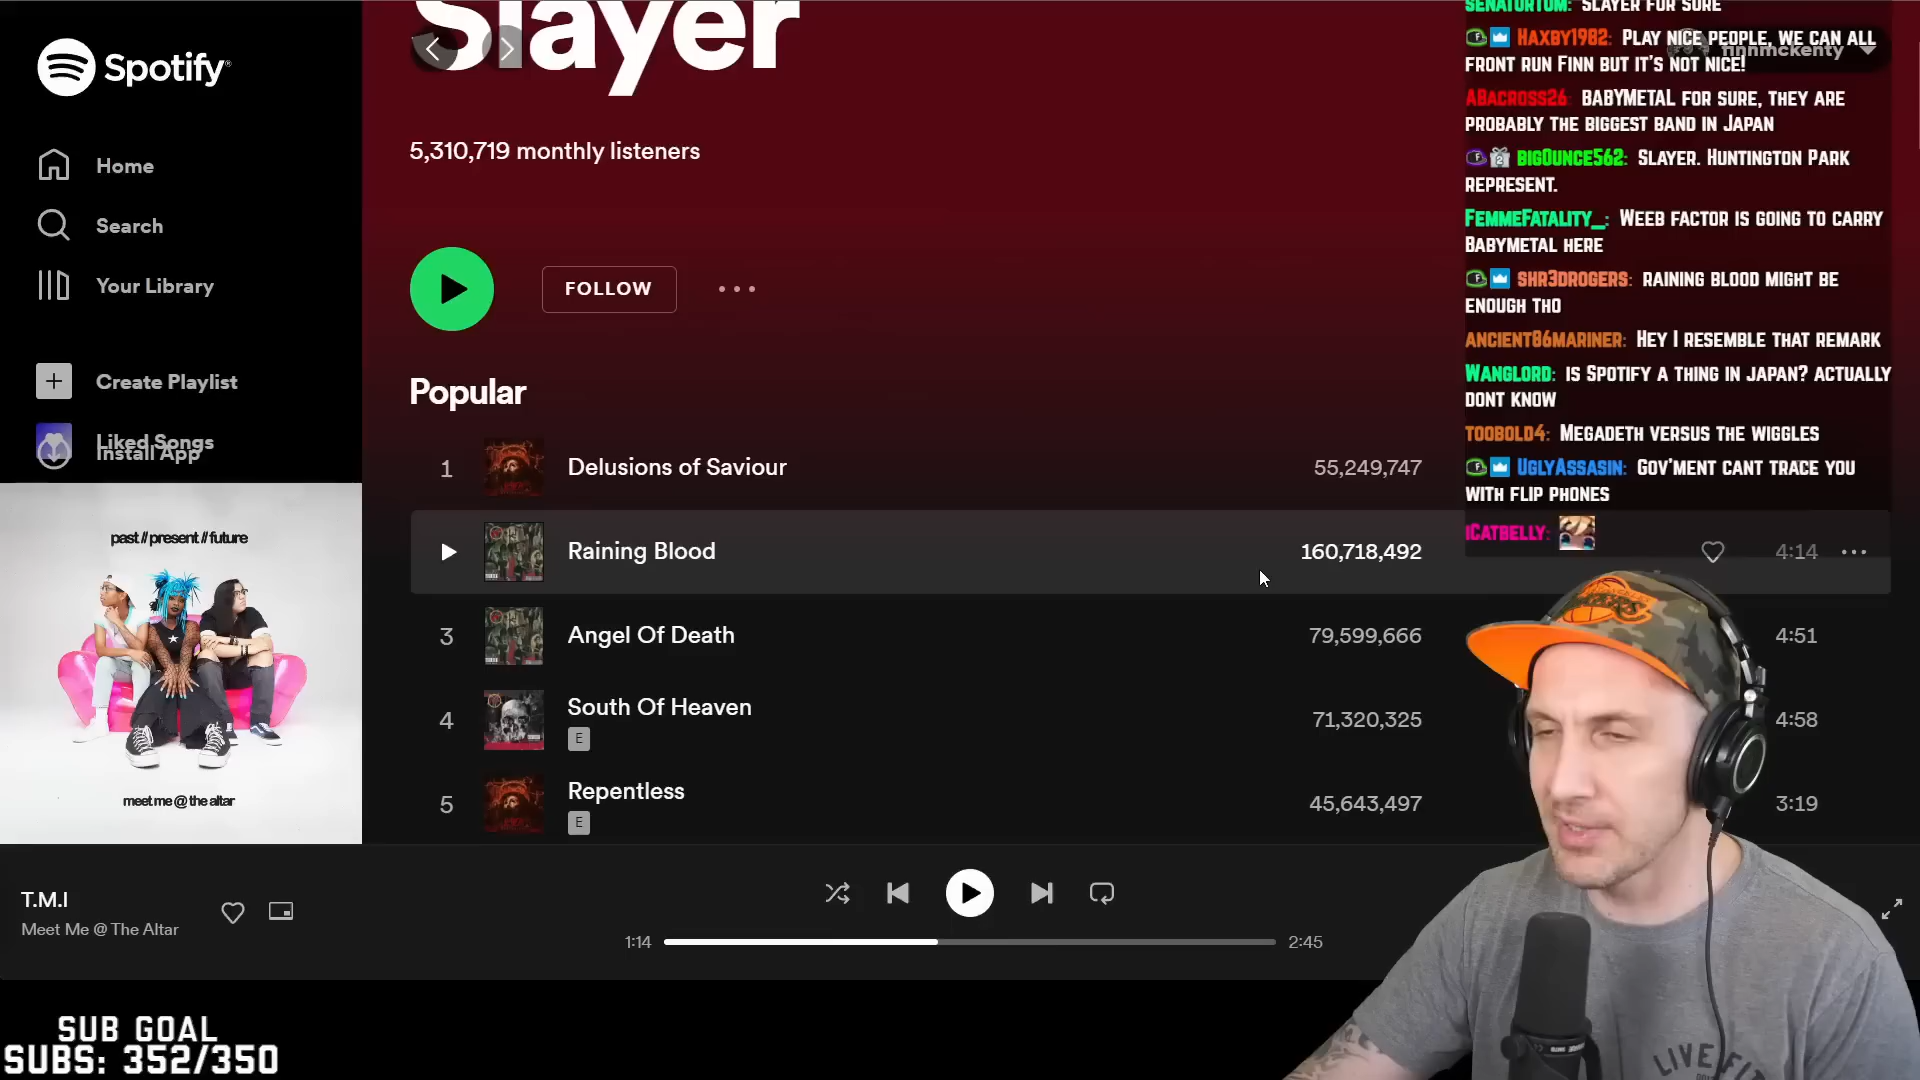 Spotify
Home
Search
Your Library
Create Playlist
Liked Songs
Install App
past // present // future
meet me @ the altar
T.M.I
Meet Me @ The Altar
Slayer
5,310,719 monthly listeners
FOLLOW
Popular
1 Delusions of Saviour 55,249,747
Raining Blood 160,718,492 4:14
3 Angel Of Death 79,599,666 4:51
4 South Of Heaven 71,320,325 4:58
E
5 Repentless 45,643,497 3:19
E
1:14 2:45
finnmckenty
SENATORTOM: SLAYER FOR SURE
HAXBY1982: PLAY NICE PEOPLE, WE CAN ALL
FRONT RUN FINN BUT IT'S NOT NICE!
ABACROSS26: BABYMETAL FOR SURE, THEY ARE
PROBABLY THE BIGGEST BAND IN JAPAN
BIGOUNCE562: SLAYER. HUNTINGTON PARK
REPRESENT.
FEMMEFATALITY_: WEEB FACTOR IS GOING TO CARRY
BABYMETAL HERE
SHR3DROGERS: RAINING BLOOD MIGHT BE
ENOUGH THO
ANCIENT86MARINER: HEY I RESEMBLE THAT REMARK
WANGLORD: IS SPOTIFY A THING IN JAPAN? ACTUALLY
DONT KNOW
TOOBOLD4: MEGADETH VERSUS THE WIGGLES
UGLYASSASIN: GOV'MENT CANT TRACE YOU
WITH FLIP PHONES
ICATBELLY:
SUB GOAL
SUBS: 352/350
LIVE FIT